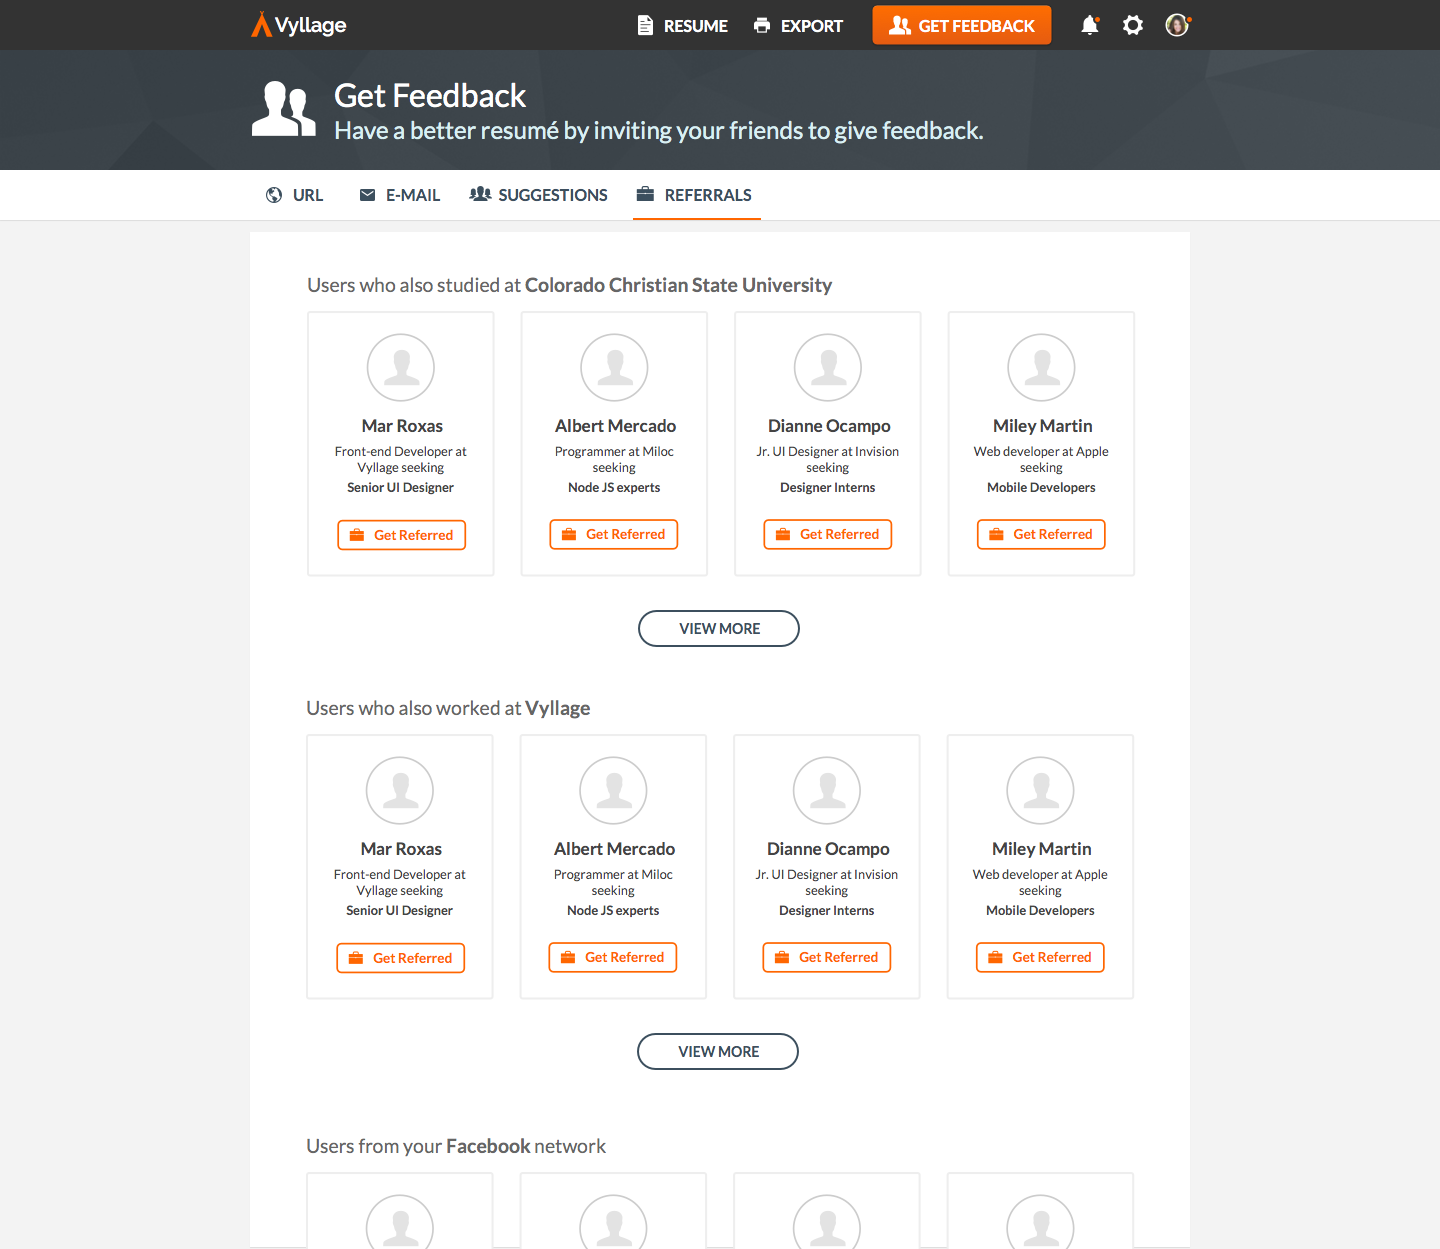 Vyllage
RESUME
EXPORT
GET FEEDBACK
Get Feedback
Have a better resumé by inviting your friends to give feedback.
URL
E-MAIL
SUGGESTIONS
REFERRALS
Users who also studied at Colorado Christian State University
Mar Roxas
Front-end Developer at
Vyllage seeking
Senior UI Designer
Get Referred
Albert Mercado
Programmer at Miloc
seeking
Node JS experts
Get Referred
Dianne Ocampo
Jr. UI Designer at Invision
seeking
Designer Interns
Get Referred
Miley Martin
Web developer at Apple
seeking
Mobile Developers
Get Referred
VIEW MORE
Users who also worked at Vyllage
Mar Roxas
Front-end Developer at
Vyllage seeking
Senior UI Designer
Get Referred
Albert Mercado
Programmer at Miloc
seeking
Node JS experts
Get Referred
Dianne Ocampo
Jr. UI Designer at Invision
seeking
Designer Interns
Get Referred
Miley Martin
Web developer at Apple
seeking
Mobile Developers
Get Referred
VIEW MORE
Users from your Facebook network